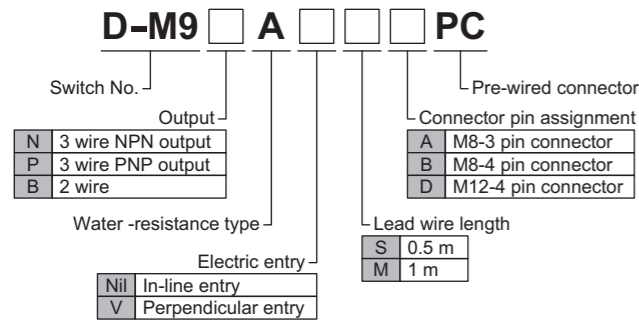 D-M9 □ A □ □ □ PC
Switch No.
Pre-wired connector
Output
N 3 wire NPN output
P 3 wire PNP output
B 2 wire
Connector pin assignment
A M8-3 pin connector
B M8-4 pin connector
D M12-4 pin connector
Water -resistance type
Lead wire length
S 0.5 m
M 1 m
Electric entry
Nil In-line entry
V Perpendicular entry